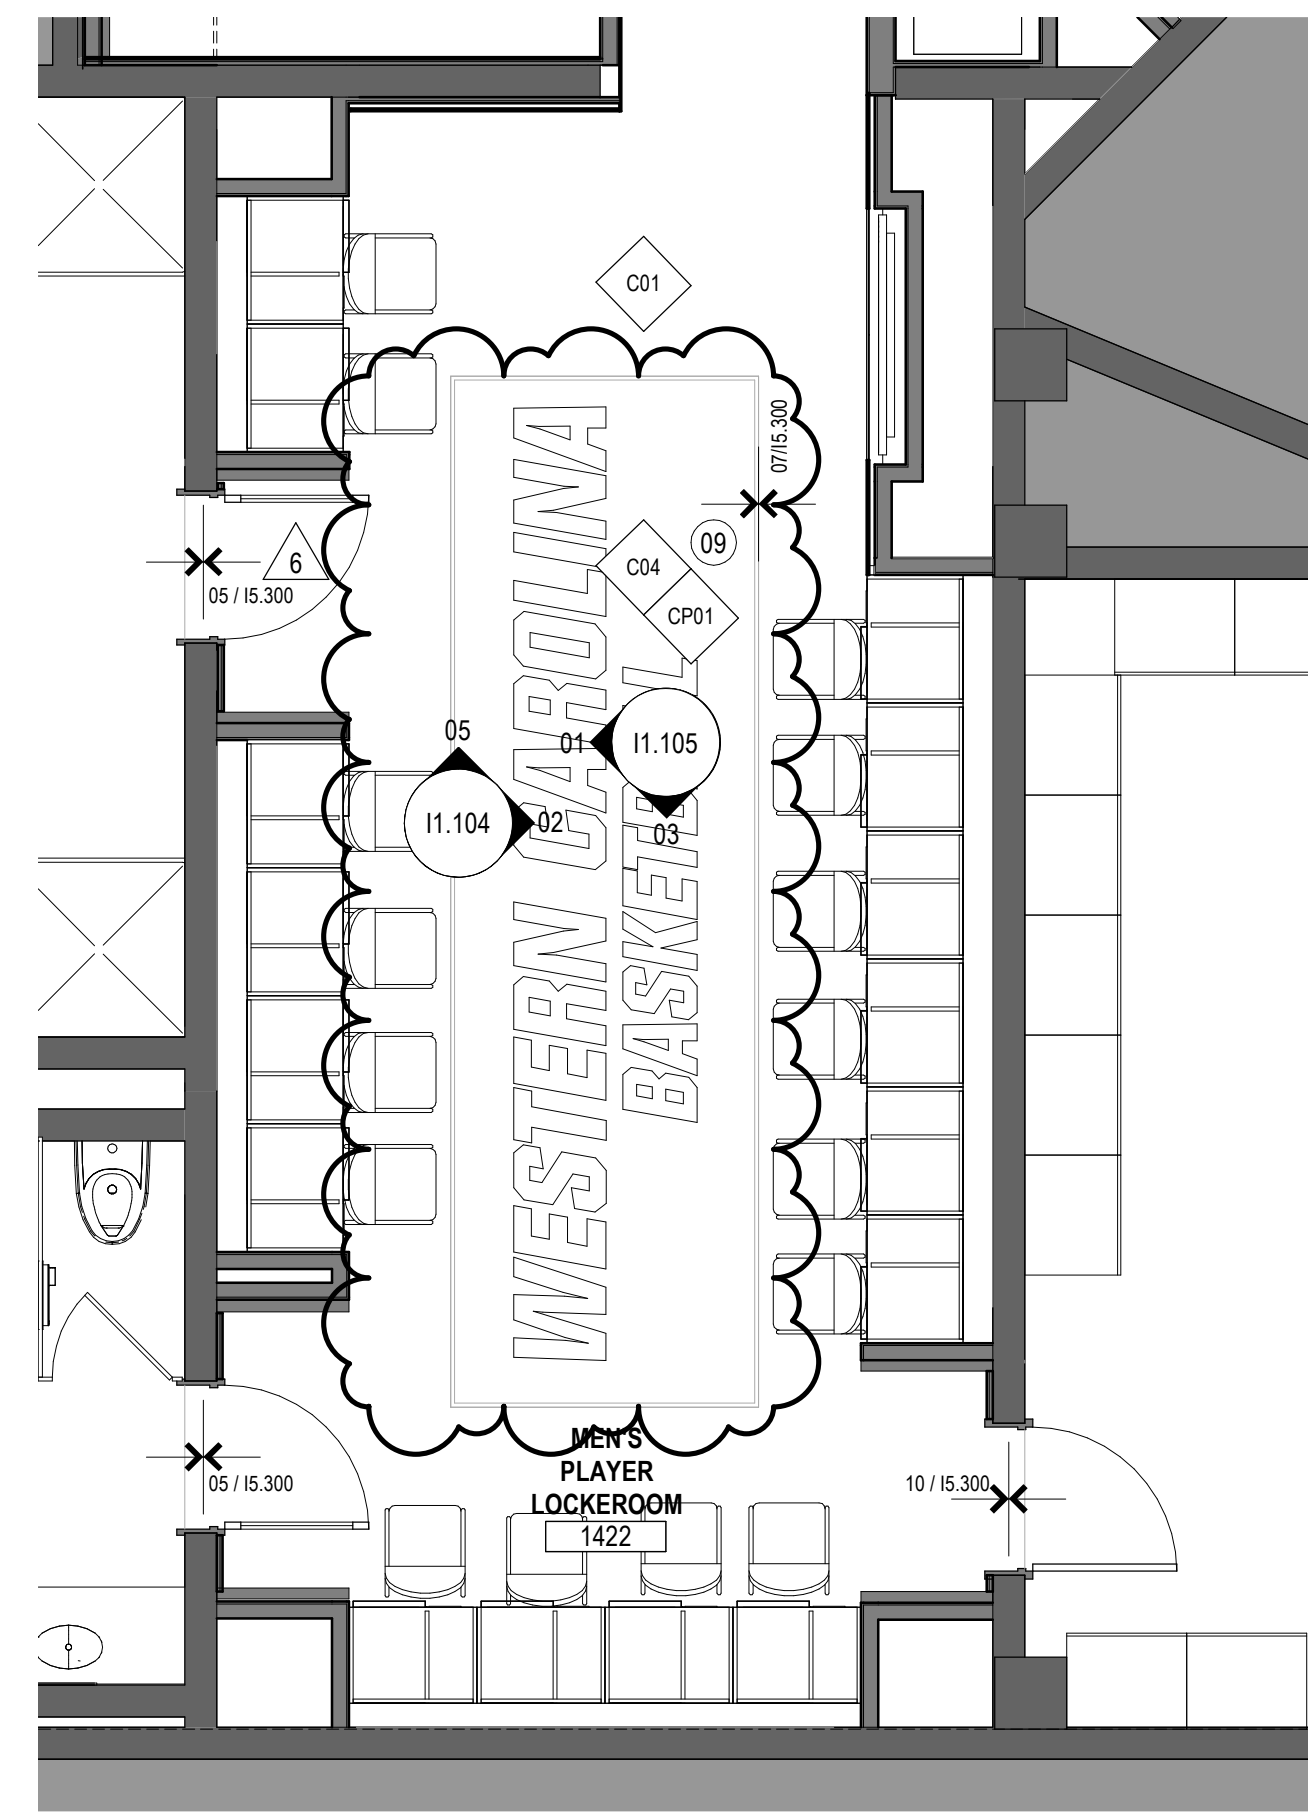 C01
07/I5.300
09
C04
CP01
6
05 / I5.300
WESTERN CAROLINA
BASKETBALL
05
I1.104
02
01
I1.105
03
MEN'S
PLAYER
LOCKEROOM
1422
05 / I5.300
10 / I5.300